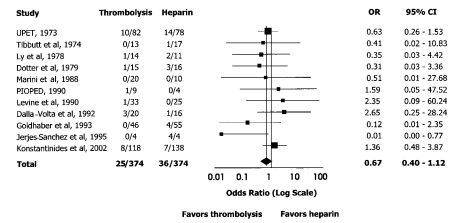 Study Thrombolysis Heparin OR 95% CI
UPET, 1973 10/82 14/78 0.63 0.26 - 1.53
Tibbutt et al, 1974 0/13 1/17 0.41 0.02 - 10.83
Ly et al, 1978 1/14 2/11 0.35 0.03 - 4.42
Dotter et al, 1979 1/15 3/16 0.31 0.03 - 3.36
Marini et al, 1988 0/20 0/10 0.51 0.01 - 27.68
PIOPED, 1990 1/9 0/4 1.59 0.05 - 47.52
Levine et al, 1990 1/33 0/25 2.35 0.09 - 60.24
Dalla-Volta et al, 1992 3/20 1/16 2.65 0.25 - 28.24
Goldhaber et al, 1993 0/46 4/55 0.12 0.01 - 2.35
Jerjes-Sanchez et al, 1995 0/4 4/4 0.01 0.00 - 0.77
Konstantinides et al, 2002 8/118 7/138 1.36 0.48 - 3.87
Total 25/374 36/374 0.67 0.40 - 1.12
0.01 0.1 1 10 100
Odds Ratio (Log Scale)
Favors thrombolysis Favors heparin